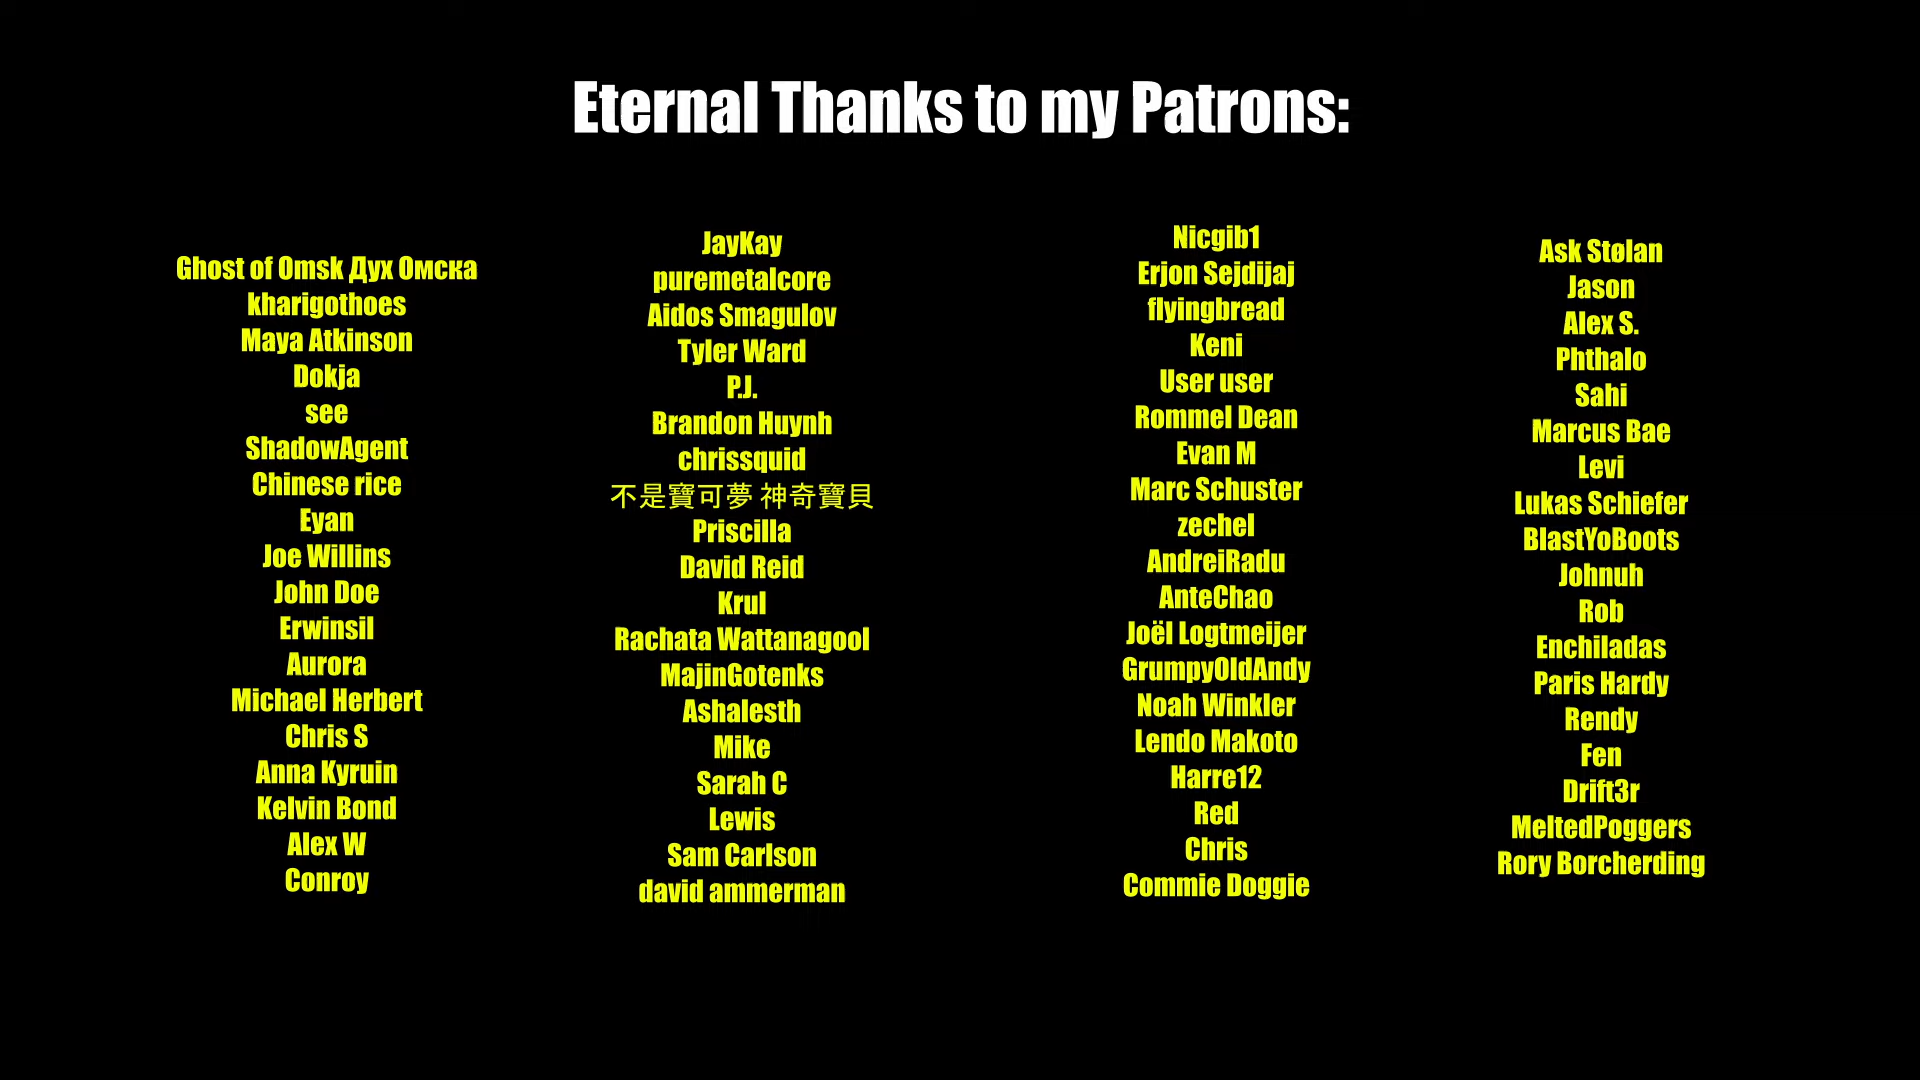 Eternal Thanks to my Patrons:
Ghost of Omsk Дух Омска
kharigothoes
Maya Atkinson
Dokja
see
ShadowAgent
Chinese rice
Eyan
Joe Willins
John Doe
Erwinsil
Aurora
Michael Herbert
Chris S
Anna Kyruin
Kelvin Bond
Alex W
Conroy
JayKay
puremetalcore
Aidos Smagulov
Tyler Ward
P.J.
Brandon Huynh
chrissquid
不是寶可夢 神奇寶貝
Priscilla
David Reid
Krul
Rachata Wattanagool
MajinGotenks
Ashalesth
Mike
Sarah C
Lewis
Sam Carlson
david ammerman
Nicgib1
Erjon Sejdijaj
flyingbread
Keni
User user
Rommel Dean
Evan M
Marc Schuster
zechel
AndreiRadu
AnteChao
Joël Logtmeijer
GrumpyOldAndy
Noah Winkler
Lendo Makoto
Harre12
Red
Chris
Commie Doggie
Ask Stølan
Jason
Alex S.
Phthalo
Sahi
Marcus Bae
Levi
Lukas Schiefer
BlastYoBoots
Johnuh
Rob
Enchiladas
Paris Hardy
Rendy
Fen
Drift3r
MeltedPoggers
Rory Borcherding